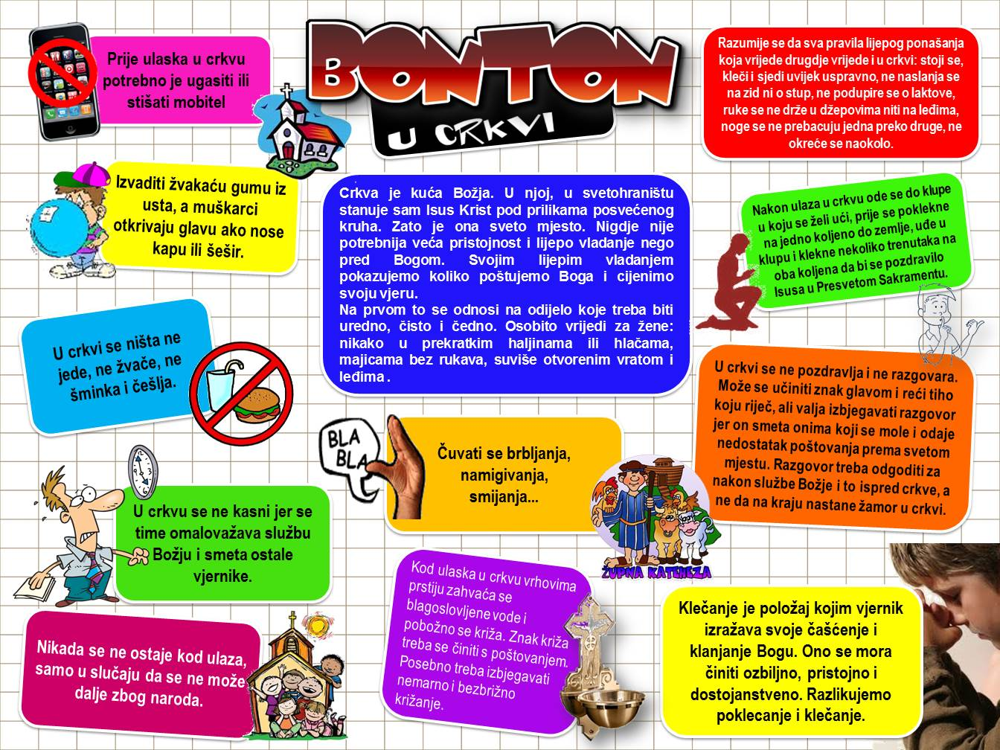 BONTON
U CRKVI
Prije ulaska u crkvu
potrebno je ugasiti ili
stišati mobitel
Razumije se da sva pravila lijepog ponašanja
koja vrijede drugdje vrijede i u crkvi: stoji se,
kleči i sjedi uvijek uspravno, ne naslanja se
na zid ni o stup, ne podupire se o laktove,
ruke se ne drže u džepovima niti na leđima,
noge se ne prebacuju jedna preko druge, ne
okreće se naokolo.
Izvaditi žvakaću gumu iz
usta, a muškarci
otkrivaju glavu ako nose
kapu ili šešir.
Crkva je kuća Božja. U njoj, u svetohraništu
stanuje sam Isus Krist pod prilikama posvećenog
kruha. Zato je ona sveto mjesto. Nigdje nije
potrebnija veća pristojnost i lijepo vladanje nego
pred Bogom. Svojim lijepim vladanjem
pokazujemo koliko poštujemo Boga i cijenimo
svoju vjeru.
Na prvom to se odnosi na odijelo koje treba biti
uredno, čisto i čedno. Osobito vrijedi za žene:
nikako u prekratkim haljinama ili hlačama,
majicama bez rukava, suviše otvorenim vratom i
leđima .
Nakon ulaza u crkvu ode se do klupe
u koju se želi ući, prije se poklekne
na jedno koljeno do zemlje, uđe u
klupu i klekne nekoliko trenutaka na
oba koljena da bi se pozdravilo
Isusa u Presvetom Sakramentu.
U crkvi se ništa ne
jede, ne žvače, ne
šminka i češlja.
U crkvi se ne pozdravlja i ne razgovara.
Može se učiniti znak glavom i reći tiho
koju riječ, ali valja izbjegavati razgovor
jer on smeta onima koji se mole i odaje
nedostatak poštovanja prema svetom
mjestu. Razgovor treba odgoditi za
nakon službe Božje i to ispred crkve, a
ne da na kraju nastane žamor u crkvi.
BLA
BLA
Čuvati se brbljanja,
namigivanja,
smijanja...
ŽUPNA KATEHEZA
U crkvu se ne kasni jer se
time omalovažava službu
Božju i smeta ostale
vjernike.
Kod ulaska u crkvu vrhovima
prstiju zahvaća se
blagoslovljene vode i
pobožno se križa. Znak križa
treba se činiti s poštovanjem.
Posebno treba izbjegavati
nemarno i bezbrižno
križanje.
Klečanje je položaj kojim vjernik
izražava svoje čašćenje i
klanjanje Bogu. Ono se mora
činiti ozbiljno, pristojno i
dostojanstveno. Razlikujemo
poklecanje i klečanje.
Nikada se ne ostaje kod ulaza,
samo u slučaju da se ne može
dalje zbog naroda.